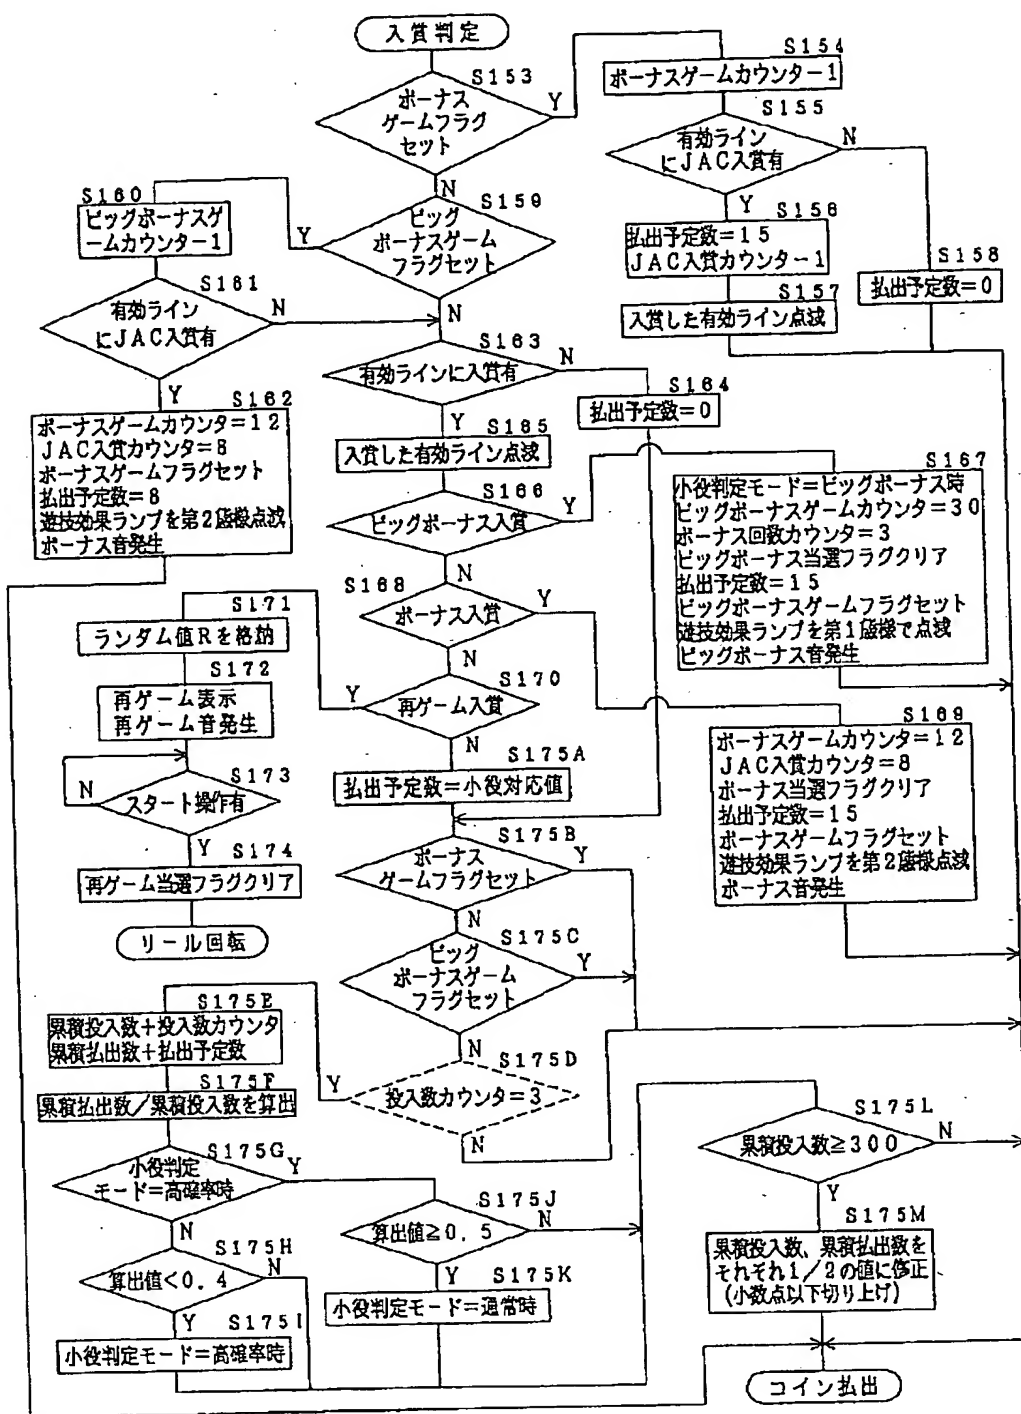 入賞判定
S153
ボーナス
ゲームフラグ
セット
Y
N
S154
ボーナスゲームカウンター1
S155
有効ライン
にJAC入賞有
N
Y
S156
払出予定数=15
JAC入賞カウンター1
S157
入賞した有効ライン点滅
S158
払出予定数=0
S159
ビッグ
ボーナスゲーム
フラグセット
Y
N
S160
ビッグボーナスゲ
ームカウンター1
S161
有効ライン
にJAC入賞有
N
Y
S162
ボーナスゲームカウンタ=12
JAC入賞カウンタ=8
ボーナスゲームフラグセット
払出予定数=8
遊技効果ランプを第2態様点滅
ボーナス音発生
S163
有効ラインに入賞有
N
Y
S164
払出予定数=0
S165
入賞した有効ライン点滅
S166
ビッグボーナス入賞
Y
N
S167
小役判定モード=ビッグボーナス時
ビッグボーナスゲームカウンター=30
ボーナス回数カウンター=3
ビッグボーナス当選フラグクリア
払出予定数=15
ビッグボーナスゲームフラグセット
遊技効果ランプを第1態様で点滅
ビッグボーナス音発生
S168
ボーナス入賞
Y
N
S169
ボーナスゲームカウンタ=12
JAC入賞カウンタ=8
ボーナス当選フラグクリア
払出予定数=15
ボーナスゲームフラグセット
遊技効果ランプを第2態様点滅
ボーナス音発生
S170
再ゲーム入賞
Y
N
S171
ランダム値Rを格納
S172
再ゲーム表示
再ゲーム音発生
S173
スタート操作有
N
Y
S174
再ゲーム当選フラグクリア
リール回転
S175A
払出予定数=小役対応値
S175B
ボーナス
ゲームフラグセット
Y
N
S175C
ビッグ
ボーナスゲーム
フラグセット
Y
N
S175D
投入数カウンタ=3
Y
N
S175E
累積投入数+投入数カウンタ
累積払出数+払出予定数
S175F
累積払出数/累積投入数を算出
S175G
小役判定
モード=高確率時
Y
N
S175H
算出値<0.4
N
Y
S175I
小役判定モード=高確率時
S175J
算出値≧0.5
N
Y
S175K
小役判定モード=通常時
S175L
累積投入数≧300
N
Y
S175M
累積投入数、累積払出数を
それぞれ1/2の値に修正
(小数点以下切り上げ)
コイン払出